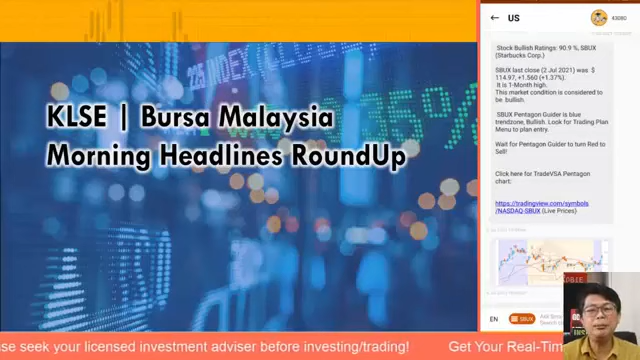 KLSE | Bursa Malaysia
Morning Headlines RoundUp
225 INDEX
US
43080
Stock Bullish Ratings: 90.9 %, SBUX
(Starbucks Corp.)
SBUX last close (2 Jul 2021) was $
114.97, +1.560 (+1.37%)
It is 1-Month high.
This market condition is considered to
be bullish.
SBUX Pentagon Guider is blue
trendzone, Bullish. Look for Trading Plan
Menu to plan entry.
Wait for Pentagon Guider to turn Red to
Sell!
Click here for TradeVSA Pentagon
chart:
https://tradingview.com/symbols
/NASDAQ-SBUX (Live Prices)
EN
SBUX
se seek your licensed investment adviser before investing/trading!
Get Your Real-Tim